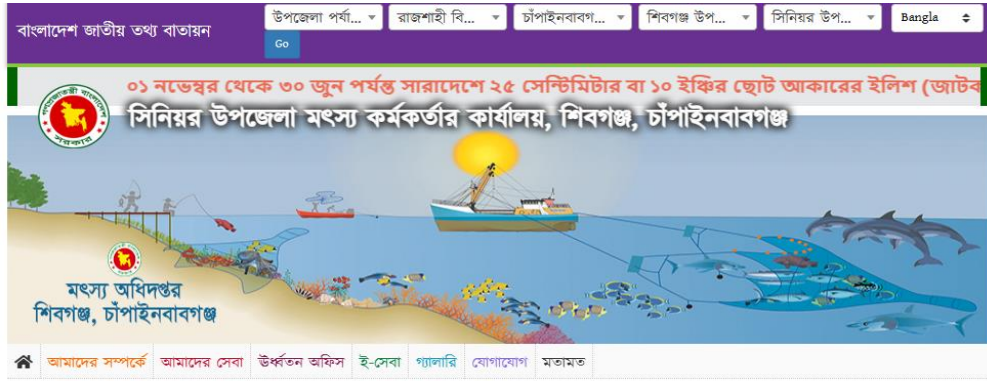 বাংলাদেশ জাতীয় তথ্য বাতায়ন
উপজেলা পর্যা... রাজশাহী বি... চাঁপাইনবাবগ... শিবগঞ্জ উপ... সিনিয়র উপ... Bangla
Go
০১ নভেম্বর থেকে ৩০ জুন পর্যন্ত সারাদেশে ২৫ সেন্টিমিটার বা ১০ ইঞ্চির ছোট আকারের ইলিশ (জাটক
সিনিয়র উপজেলা মৎস্য কর্মকর্তার কার্যালয়, শিবগঞ্জ, চাঁপাইনবাবগঞ্জ
মৎস্য অধিদপ্তর
শিবগঞ্জ, চাঁপাইনবাবগঞ্জ
আমাদের সম্পর্কে আমাদের সেবা ঊর্ধ্বতন অফিস ই-সেবা গ্যালারি যোগাযোগ মতামত